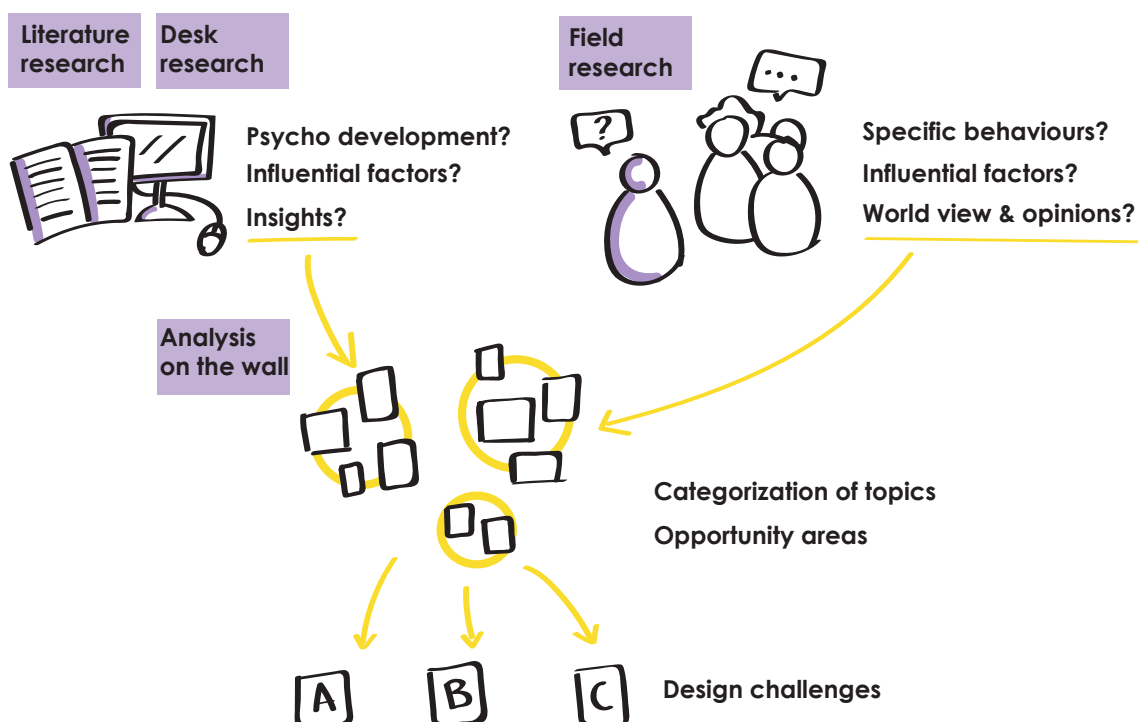 Literature
research
Desk
research
Psycho development?
Influential factors?
Insights?
Field
research
?
...
Specific behaviours?
Influential factors?
World view & opinions?
Analysis
on the wall
Categorization of topics
Opportunity areas
A
B
C
Design challenges